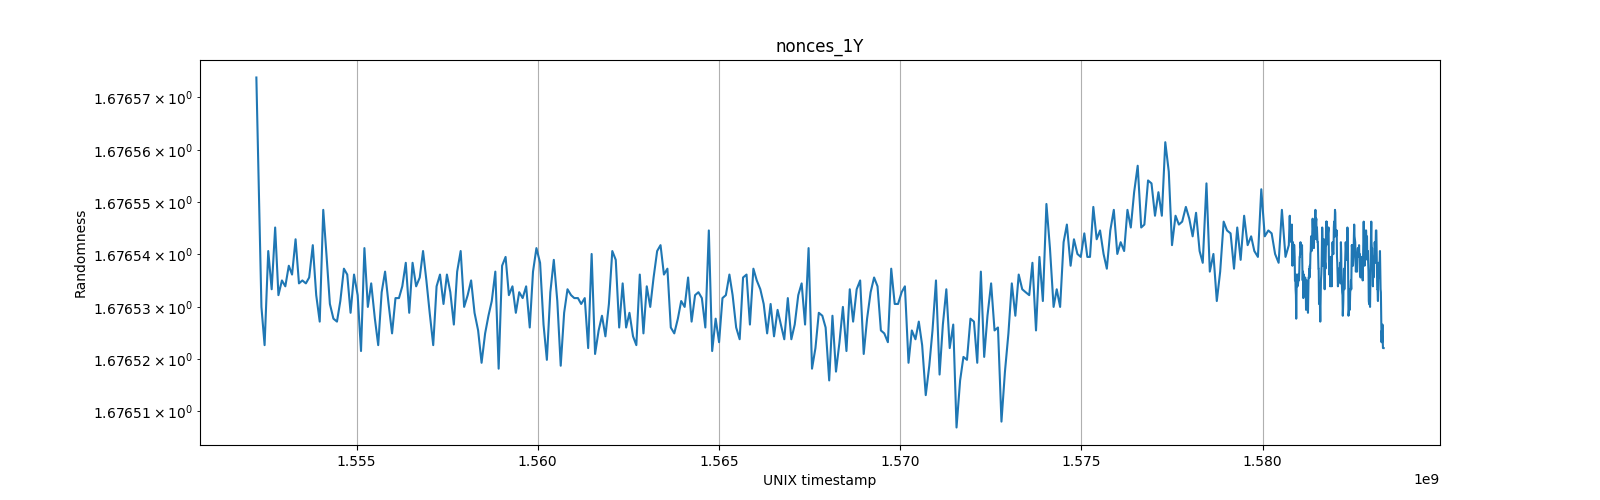 nonces_1Y
Randomness
1.67657 × 10⁰
1.67656 × 10⁰
1.67655 × 10⁰
1.67654 × 10⁰
1.67653 × 10⁰
1.67652 × 10⁰
1.67651 × 10⁰
1.555 1.560 1.565 1.570 1.575 1.580
UNIX timestamp
1e9